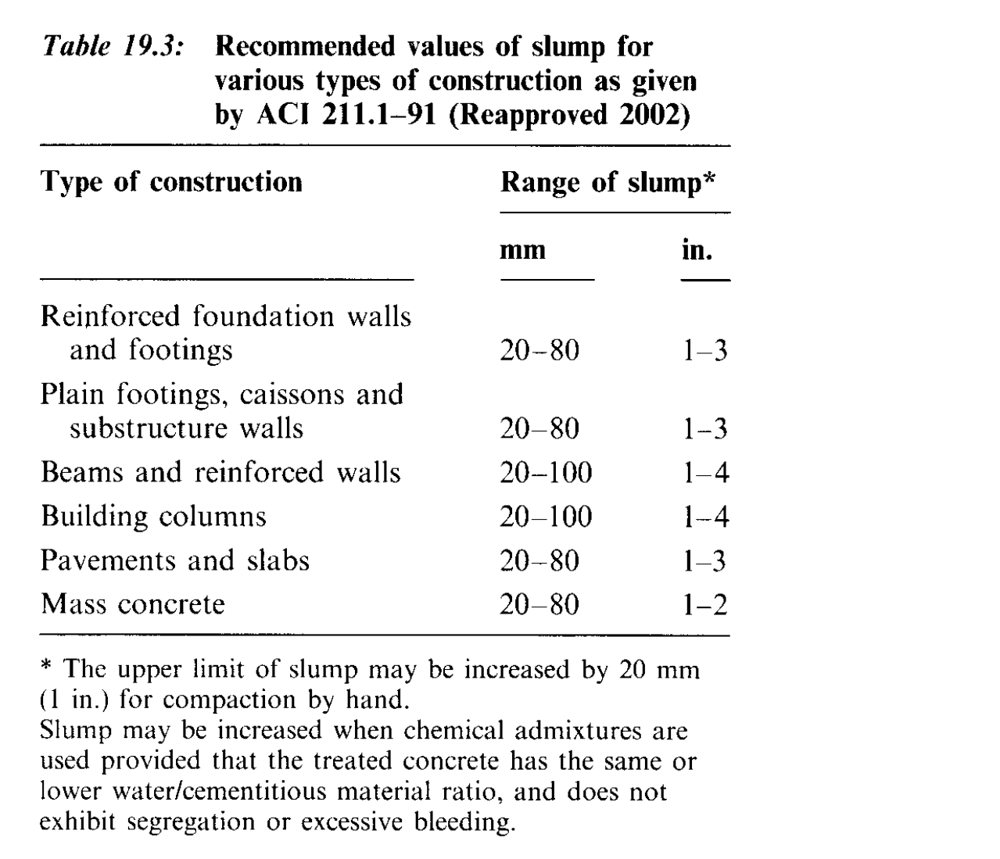 Table 19.3: Recommended values of slump for
various types of construction as given
by ACI 211.1–91 (Reapproved 2002)
Type of construction Range of slump*
mm in.
Reinforced foundation walls
and footings 20–80 1–3
Plain footings, caissons and
substructure walls 20–80 1–3
Beams and reinforced walls 20–100 1–4
Building columns 20–100 1–4
Pavements and slabs 20–80 1–3
Mass concrete 20–80 1–2
* The upper limit of slump may be increased by 20 mm
(1 in.) for compaction by hand.
Slump may be increased when chemical admixtures are
used provided that the treated concrete has the same or
lower water/cementitious material ratio, and does not
exhibit segregation or excessive bleeding.